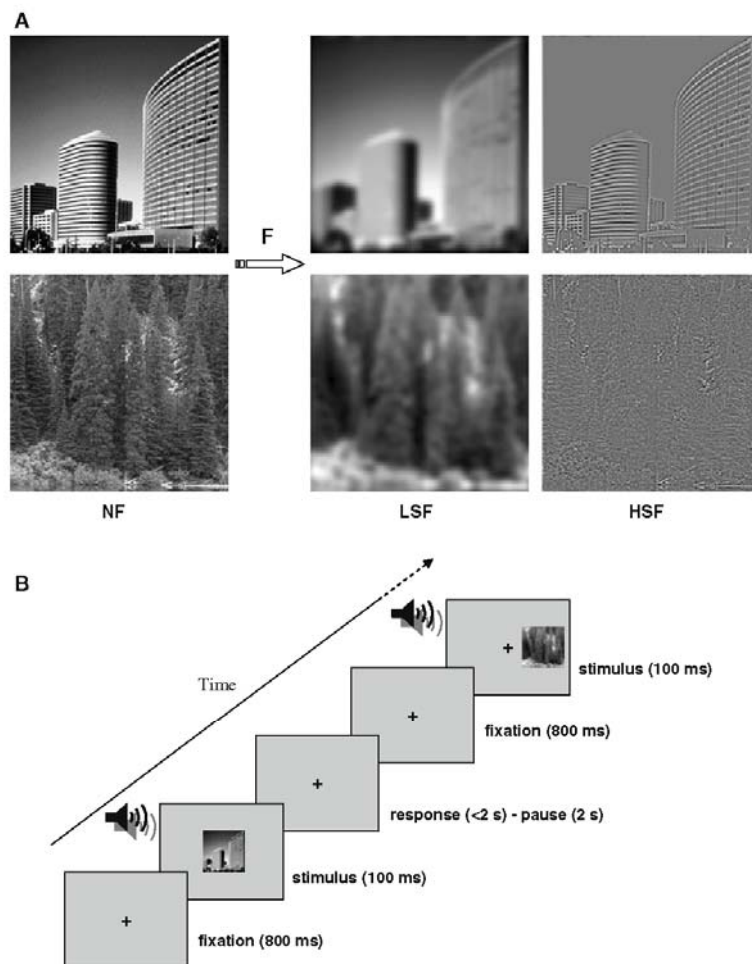 A
F
NF
LSF
HSF
B
Time
stimulus (100 ms)
fixation (800 ms)
response (<2 s) - pause (2 s)
stimulus (100 ms)
fixation (800 ms)